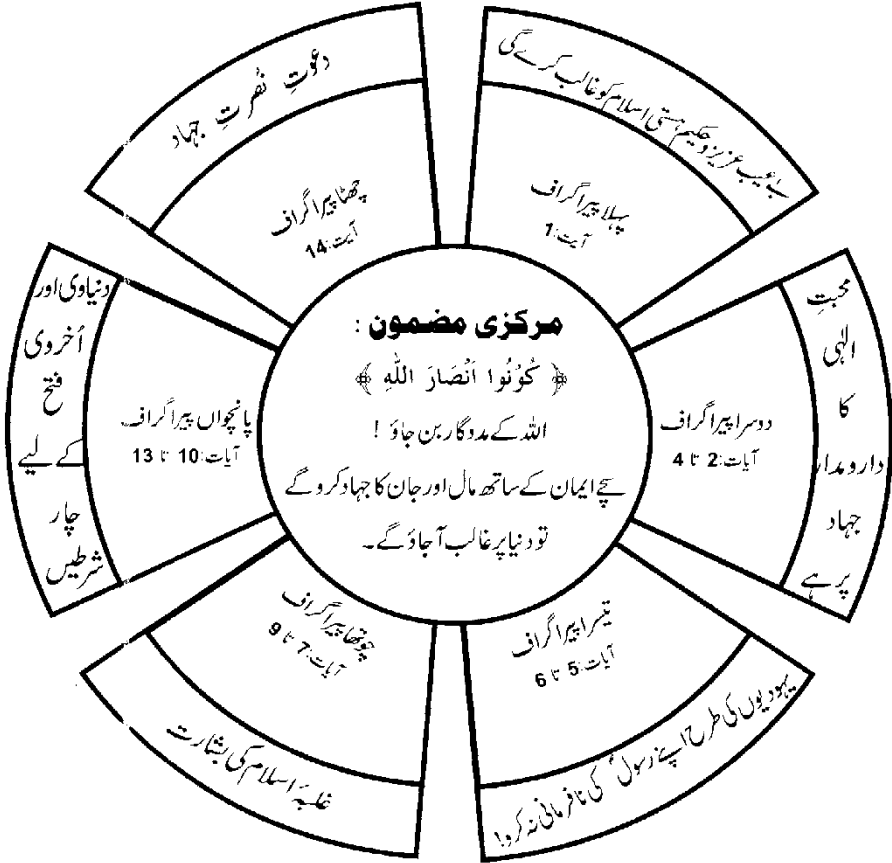 مرکزی مضمون :
﴿ كُوْنُوا اَنْصَارَ اللّٰهِ ﴾
اللہ کے مددگار بن جاؤ !
سچے ایمان کے ساتھ مال اور جان کا جہاد کرو گے
تو دنیا پر غالب آجاؤ گے۔
بے عیب عزیز و حکیم ہستی اسلام کو غالب کرے گی
پہلا پیراگراف
آیت:1
محبتِ
الٰہی
کا
دارومدار
جہاد
پر ہے
دوسرا پیراگراف
آیات:2 تا 4
تیسرا پیراگراف
آیات:5 تا 6
یہودیوں کی طرح اپنے رسولؐ کی نافرمانی نہ کرو!
چوتھا پیراگراف
آیات:7 تا 9
غلبۂ اسلام کی بشارت
دنیاوی اور
اُخروی
فتح
کے لیے
چار
شرطیں
پانچواں پیراگراف
آیات:10 تا 13
دعوتِ نُصرتِ جہاد
چھٹا پیراگراف
آیت:14